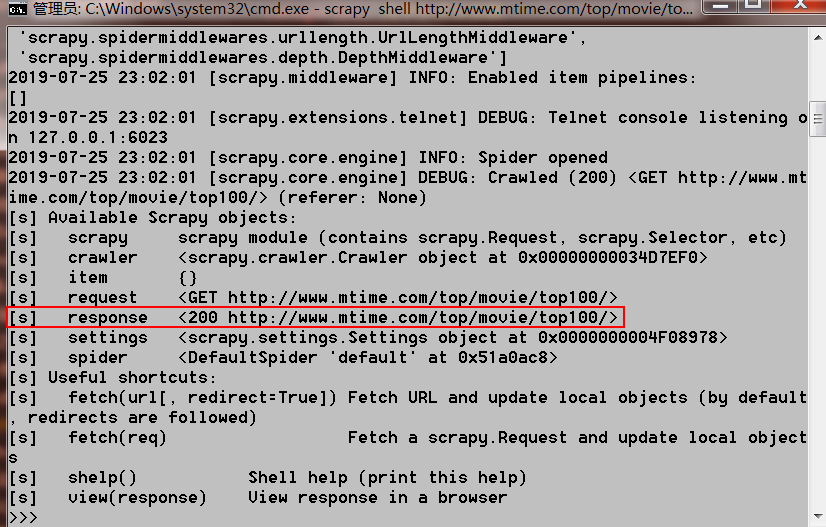 管理员: C:\Windows\system32\cmd.exe - scrapy  shell http://www.mtime.com/top/movie/to...
 'scrapy.spidermiddlewares.urllength.UrlLengthMiddleware',
 'scrapy.spidermiddlewares.depth.DepthMiddleware']
2019-07-25 23:02:01 [scrapy.middleware] INFO: Enabled item pipelines:
[]
2019-07-25 23:02:01 [scrapy.extensions.telnet] DEBUG: Telnet console listening o
n 127.0.0.1:6023
2019-07-25 23:02:01 [scrapy.core.engine] INFO: Spider opened
2019-07-25 23:02:01 [scrapy.core.engine] DEBUG: Crawled (200) <GET http://www.mt
ime.com/top/movie/top100/> (referer: None)
[s] Available Scrapy objects:
[s]   scrapy     scrapy module (contains scrapy.Request, scrapy.Selector, etc)
[s]   crawler    <scrapy.crawler.Crawler object at 0x00000000034D7EF0>
[s]   item       {}
[s]   request    <GET http://www.mtime.com/top/movie/top100/>
[s]   response   <200 http://www.mtime.com/top/movie/top100/>
[s]   settings   <scrapy.settings.Settings object at 0x0000000004F08978>
[s]   spider     <DefaultSpider 'default' at 0x51a0ac8>
[s] Useful shortcuts:
[s]   fetch(url[, redirect=True]) Fetch URL and update local objects (by default
, redirects are followed)
[s]   fetch(req)                  Fetch a scrapy.Request and update local object
s
[s]   shelp()           Shell help (print this help)
[s]   view(response)    View response in a browser
>>>